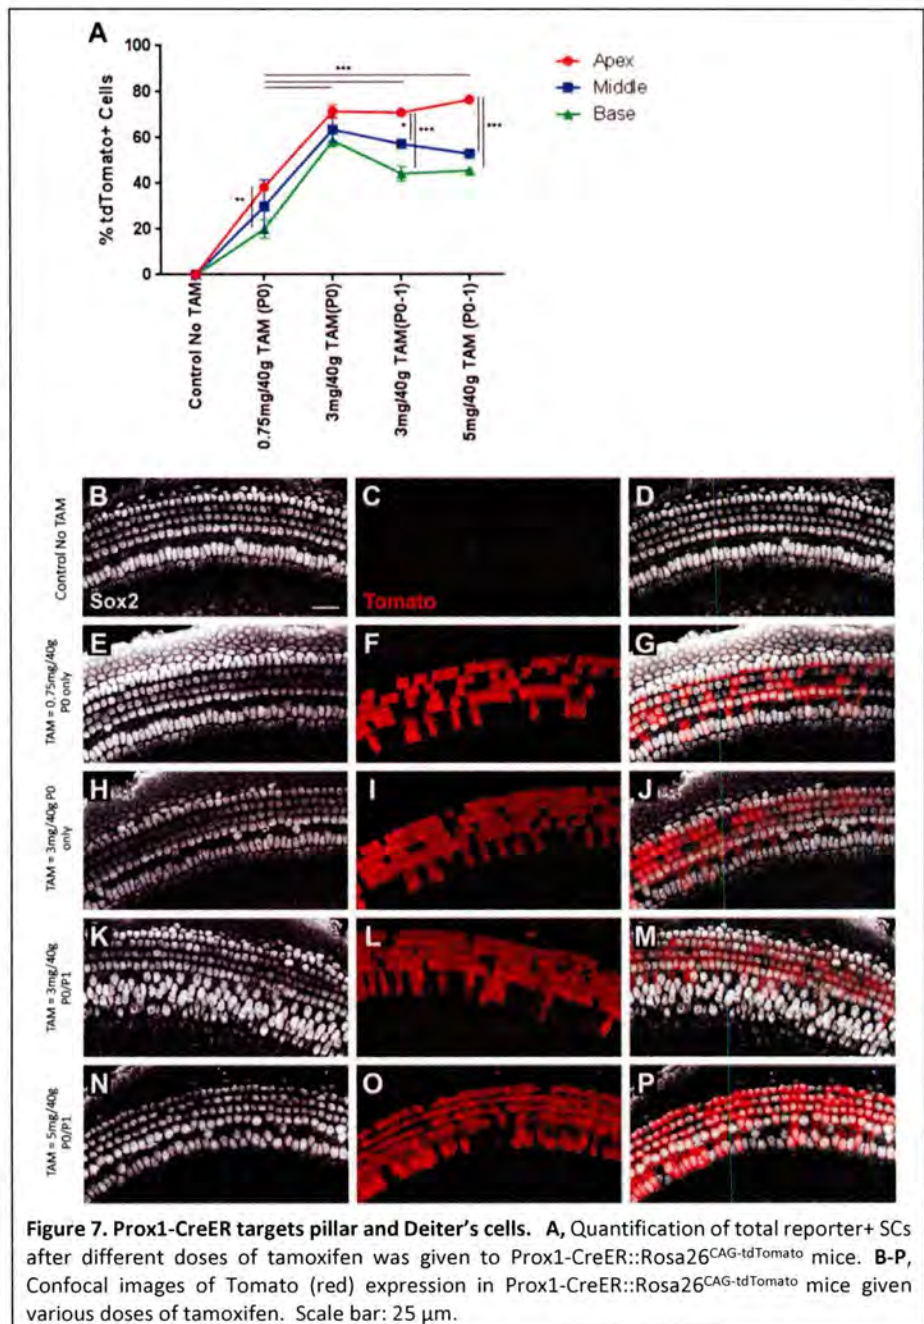 A
100
80
60
40
20
0
% tdTomato+ Cells
***
**
*
***
***
Apex
Middle
Base
Control No TAM
0.75mg/40g TAM (P0)
3mg/40g TAM(P0)
3mg/40g TAM(P0-1)
5mg/40g TAM (P0-1)
Control No TAM
B
Sox2
C
Tomato
D
TAM = 0.75mg/40g
P0 only
E
F
G
TAM = 3mg/40g P0
only
H
I
J
TAM = 3mg/40g
P0/P1
K
L
M
TAM = 5mg/40g
P0/P1
N
O
P
Figure 7. Prox1-CreER targets pillar and Deiter's cells. A, Quantification of total reporter+ SCs
after different doses of tamoxifen was given to Prox1-CreER::Rosa26CAG-tdTomato mice. B-P,
Confocal images of Tomato (red) expression in Prox1-CreER::Rosa26CAG-tdTomato mice given
various doses of tamoxifen. Scale bar: 25 µm.